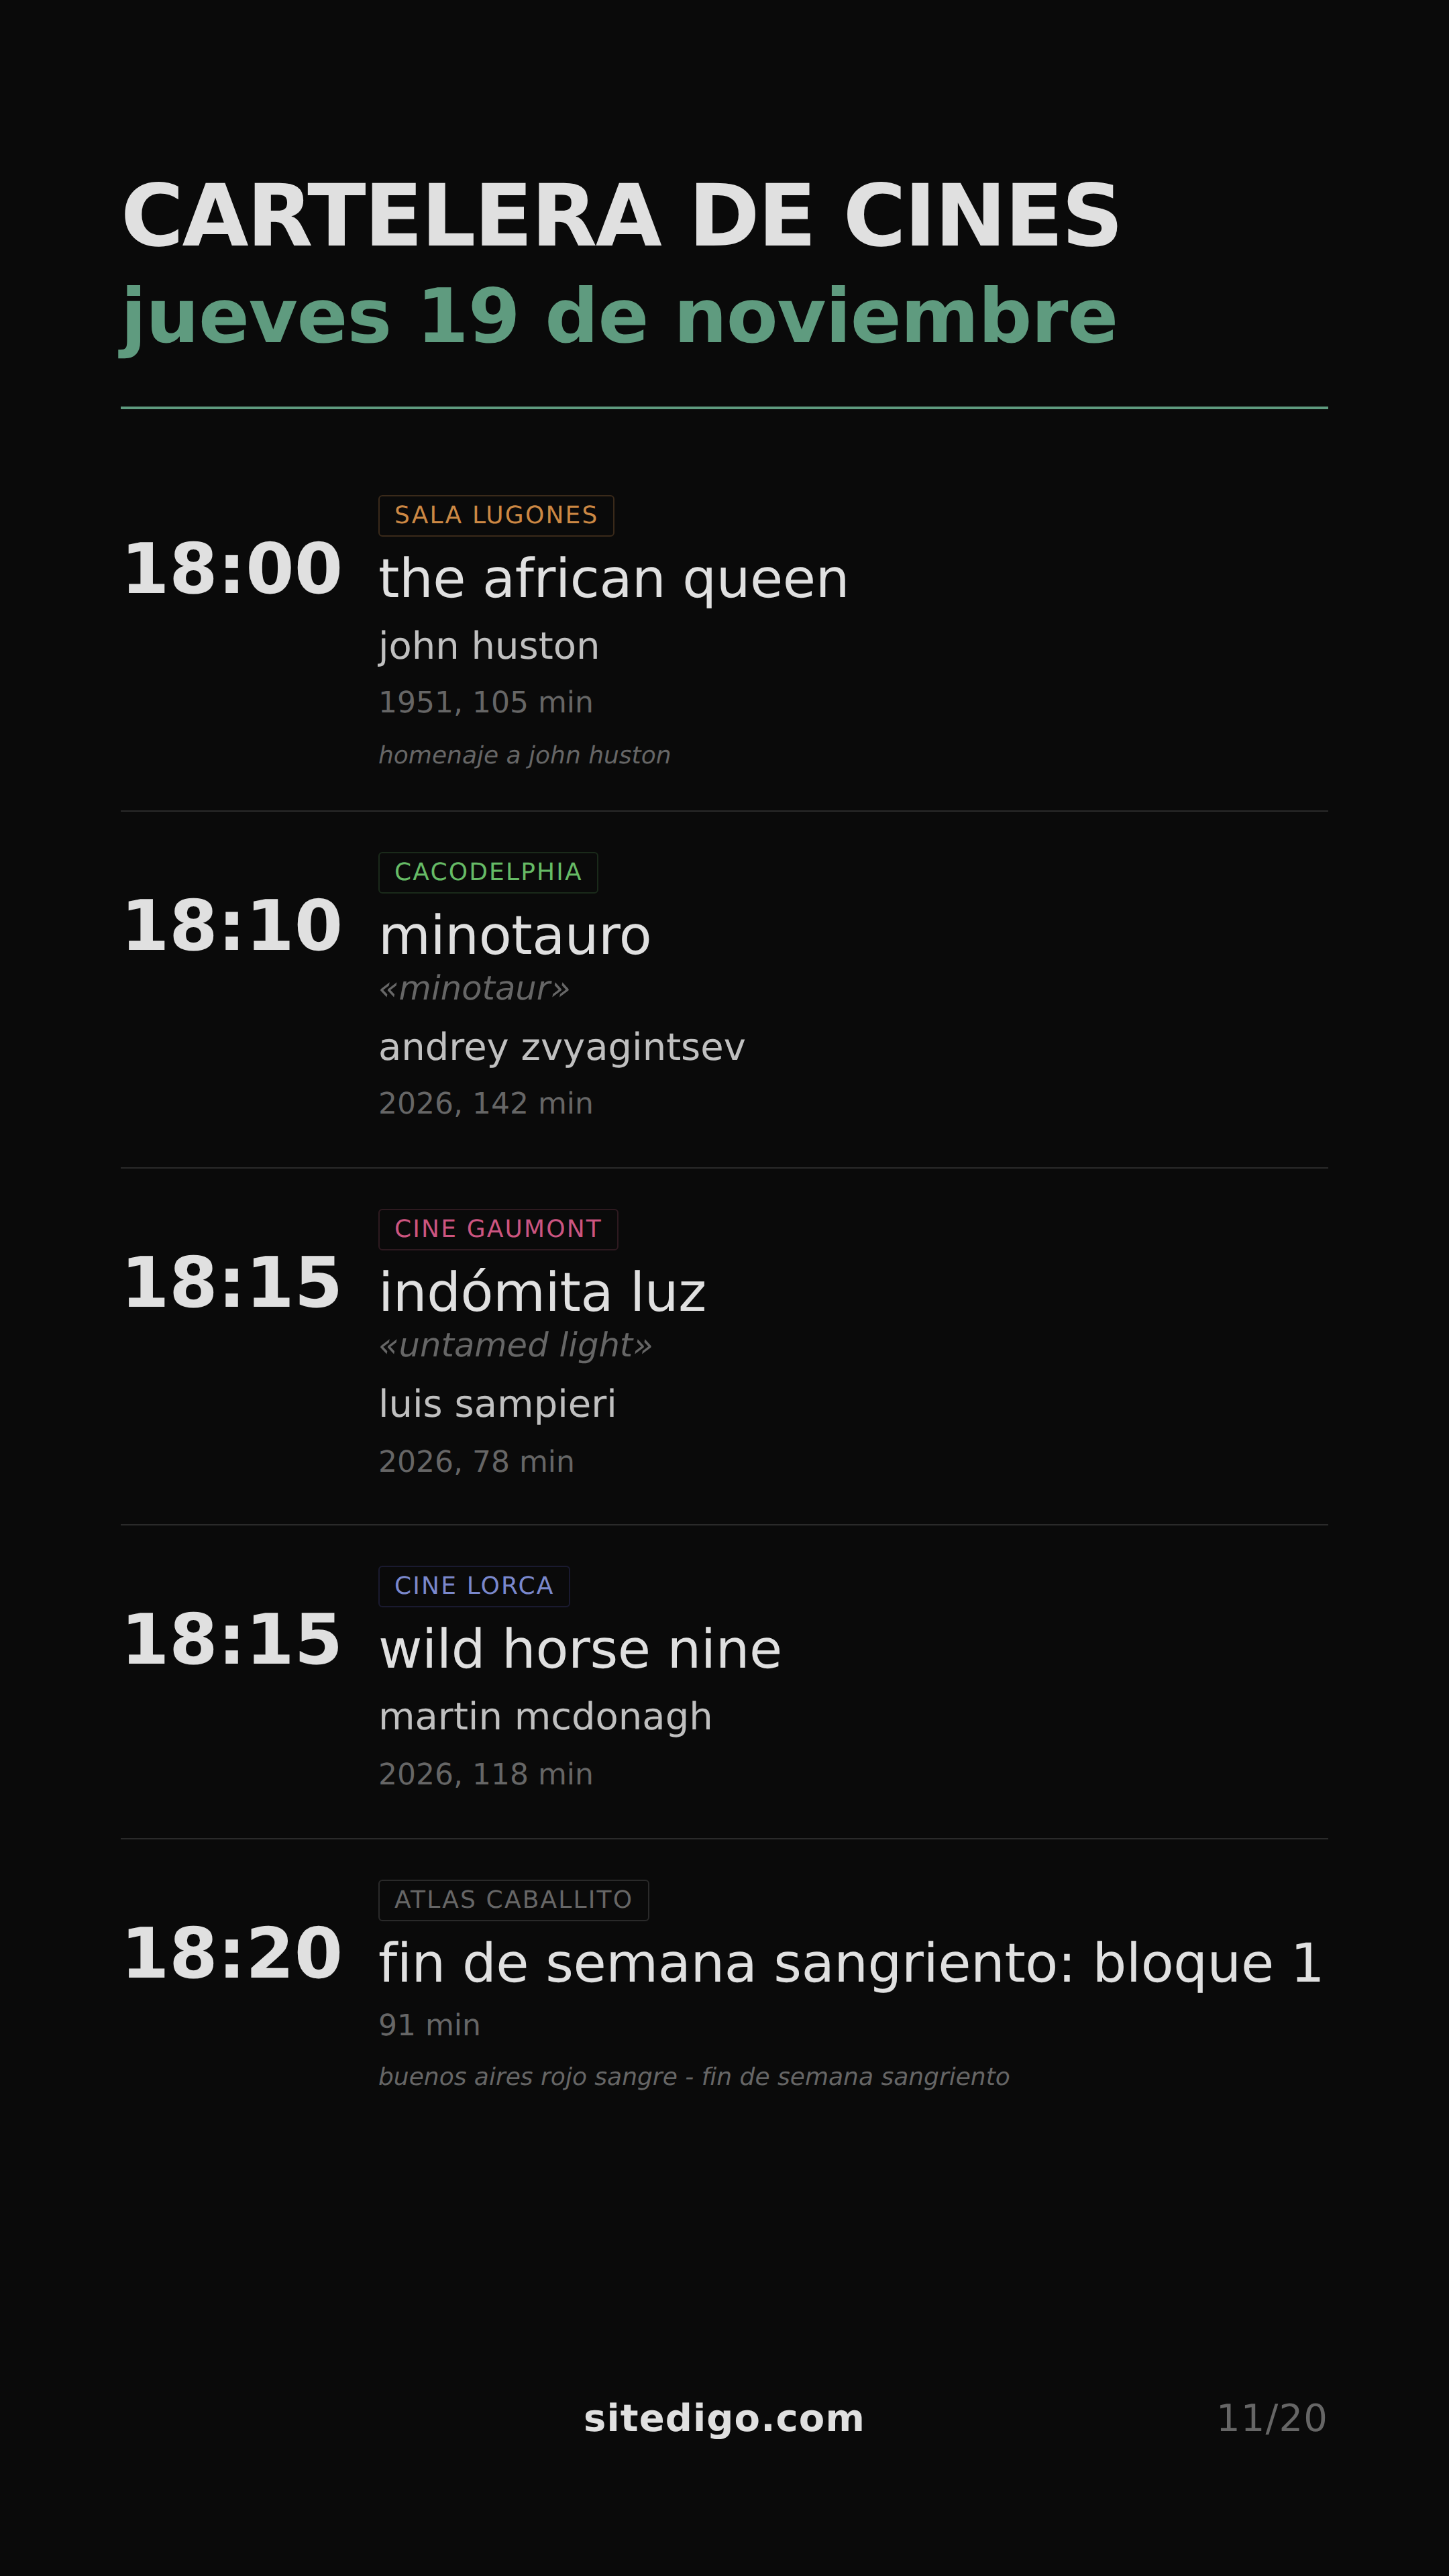 CARTELERA DE CINES
jueves 19 de noviembre
SALA LUGONES
18:00
the african queen
john huston
1951, 105 min
homenaje a john huston
CACODELPHIA
18:10
minotauro
«minotaur»
andrey zvyagintsev
2026, 142 min
CINE GAUMONT
18:15
indómita luz
«untamed light»
luis sampieri
2026, 78 min
CINE LORCA
18:15
wild horse nine
martin mcdonagh
2026, 118 min
ATLAS CABALLITO
18:20
fin de semana sangriento: bloque 1
91 min
buenos aires rojo sangre - fin de semana sangriento
sitedigo.com
11/20